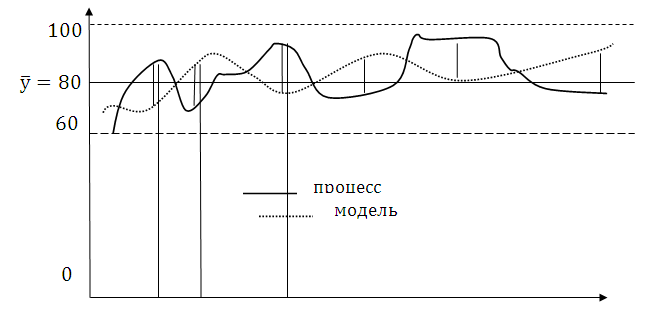 100
ȳ = 80
60
процесс
модель
0